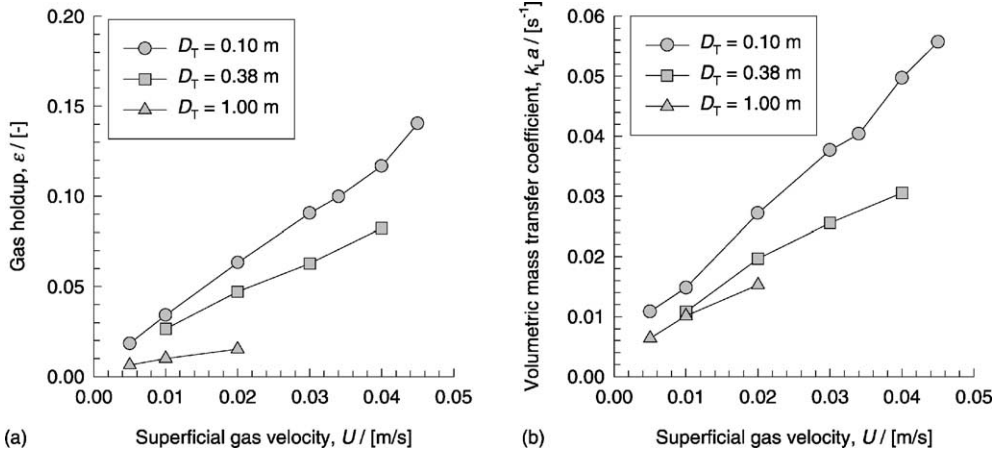 0.20
0.15
0.10
0.05
0.00
Gas holdup, ε / [-]
D_T = 0.10 m
D_T = 0.38 m
D_T = 1.00 m
0.00 0.01 0.02 0.03 0.04 0.05
(a) Superficial gas velocity, U / [m/s]
0.06
0.05
0.04
0.03
0.02
0.01
0.00
Volumetric mass transfer coefficient, k_L a / [s⁻¹]
D_T = 0.10 m
D_T = 0.38 m
D_T = 1.00 m
0.00 0.01 0.02 0.03 0.04 0.05
(b) Superficial gas velocity, U / [m/s]